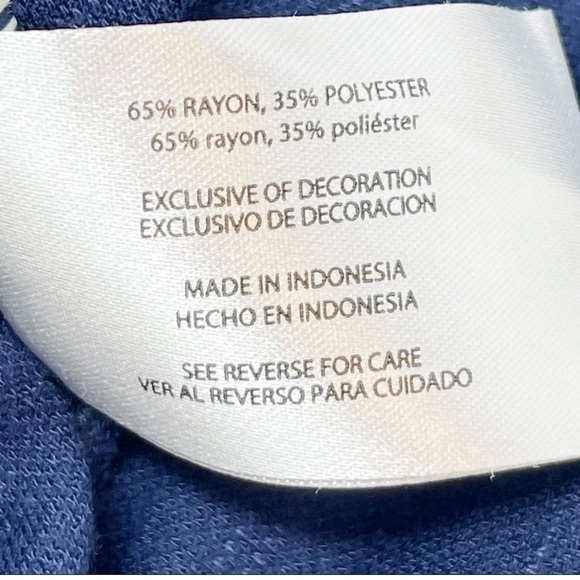 65% RAYON, 35% POLYESTER
65% rayon, 35% poliéster
EXCLUSIVE OF DECORATION
EXCLUSIVO DE DECORACION
MADE IN INDONESIA
HECHO EN INDONESIA
SEE REVERSE FOR CARE
VER AL REVERSO PARA CUIDADO